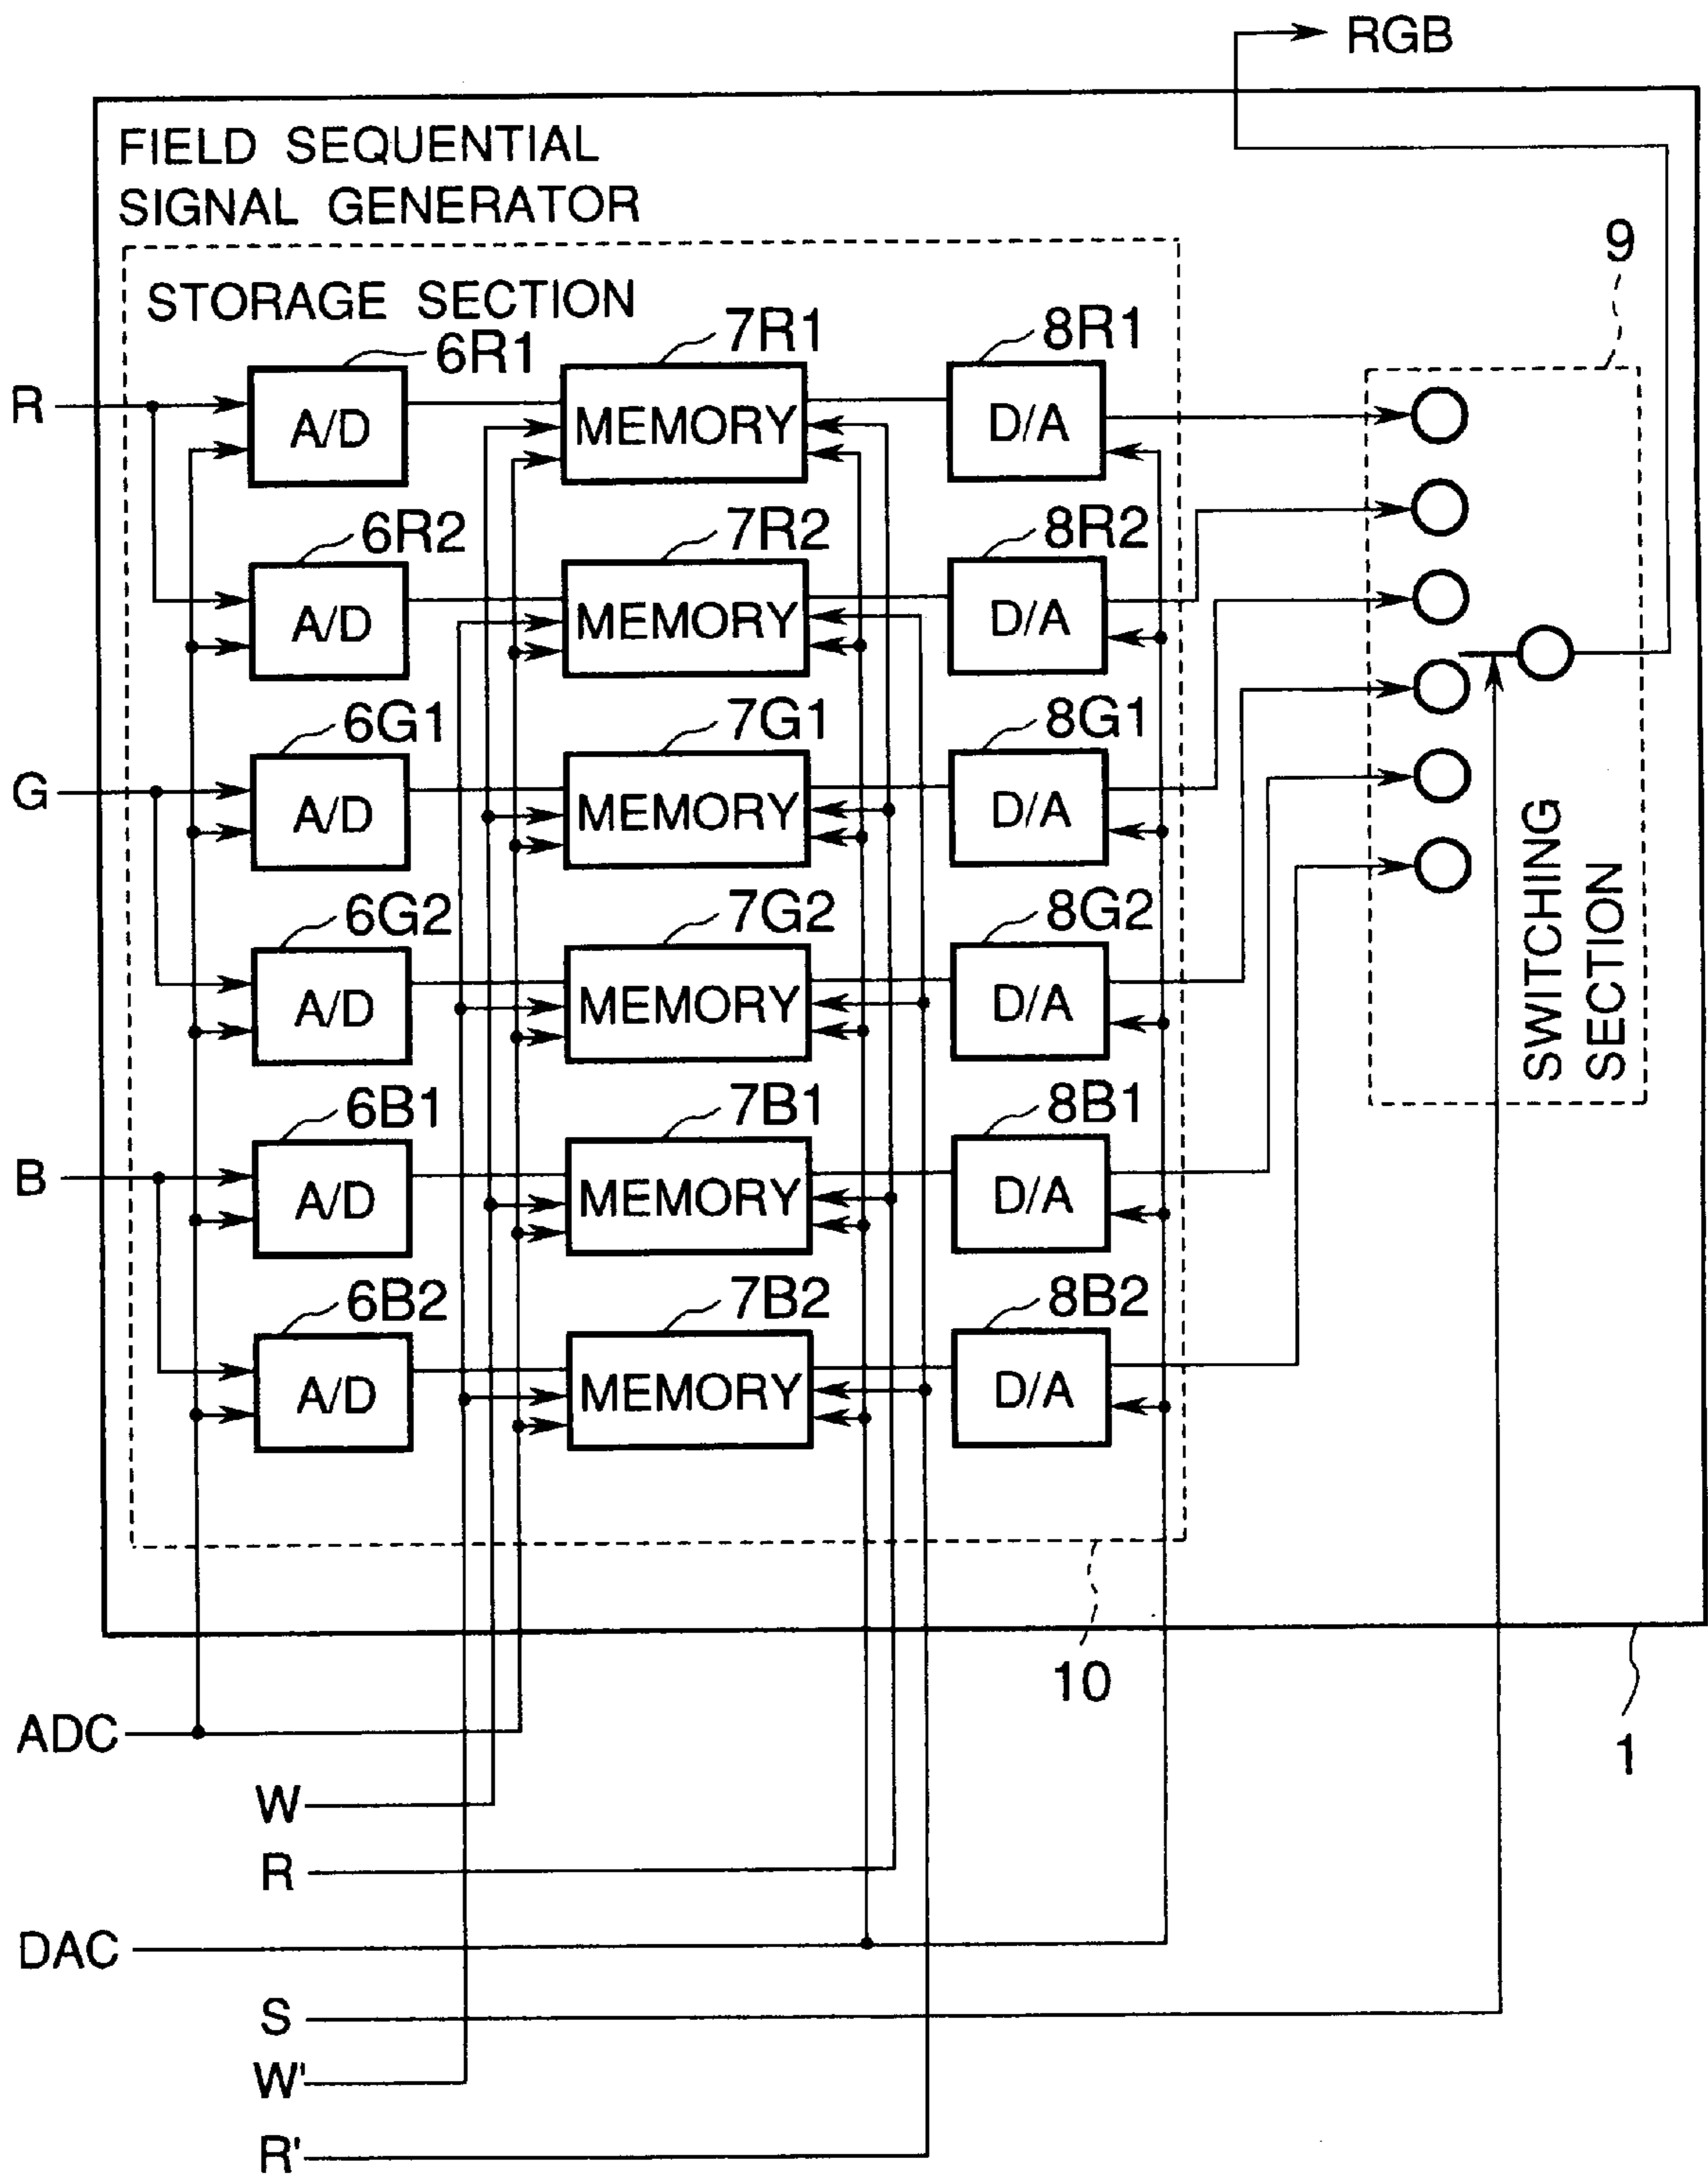 RGB
FIELD SEQUENTIAL
SIGNAL GENERATOR
9
STORAGE SECTION
6R1
7R1
8R1
R
A/D
MEMORY
D/A
6R2
7R2
8R2
A/D
MEMORY
D/A
6G1
7G1
8G1
G
A/D
MEMORY
D/A
SWITCHING
SECTION
6G2
7G2
8G2
A/D
MEMORY
D/A
6B1
7B1
8B1
B
A/D
MEMORY
D/A
6B2
7B2
8B2
A/D
MEMORY
D/A
10
1
ADC
W
R
DAC
S
W'
R'